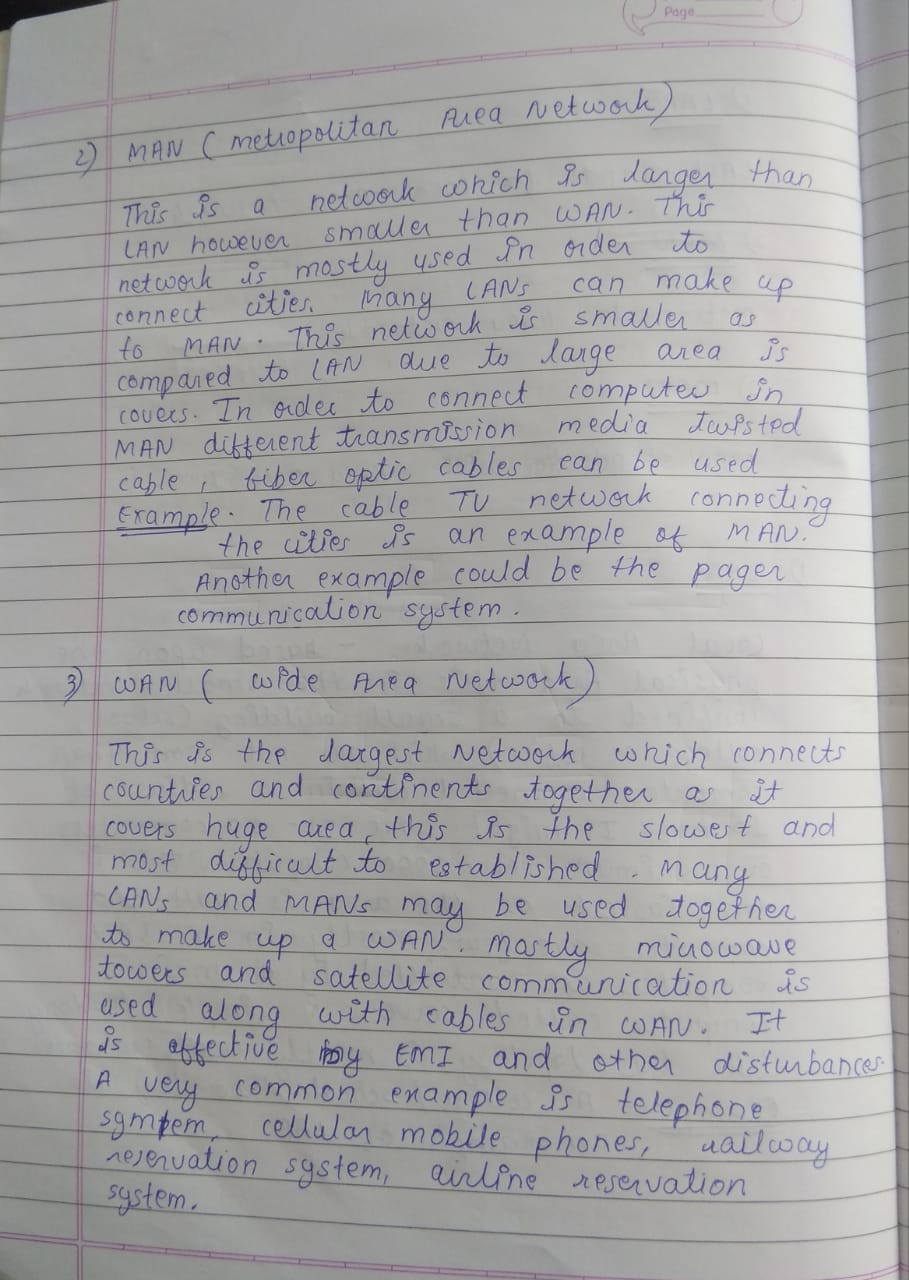 Page
2) MAN ( Metropolitan Area Network )
This is a network which is larger than
LAN however smaller than WAN. This
network is mostly used in order to
connect cities. Many LANs can make up
to MAN. This network is smaller as
compared to LAN due to large area is
covers. In order to connect computer in
MAN different transmission media twisted
cable, fiber optic cables can be used
Example. The cable TV network connecting
the cities is an example of MAN.
Another example could be the pager
communication system.
3) WAN ( Wide Area Network )
This is the largest Network which connects
countries and continents together as it
covers huge area, this is the slowest and
most difficult to established. Many
LANs and MANs may be used together
to make up a WAN. Mostly microwave
towers and satellite communication is
used along with cables in WAN. It
is effective by EMI and other disturbances.
A very common example is telephone
sgmtem, cellular mobile phones, railway
reservation system, airline reservation
system.